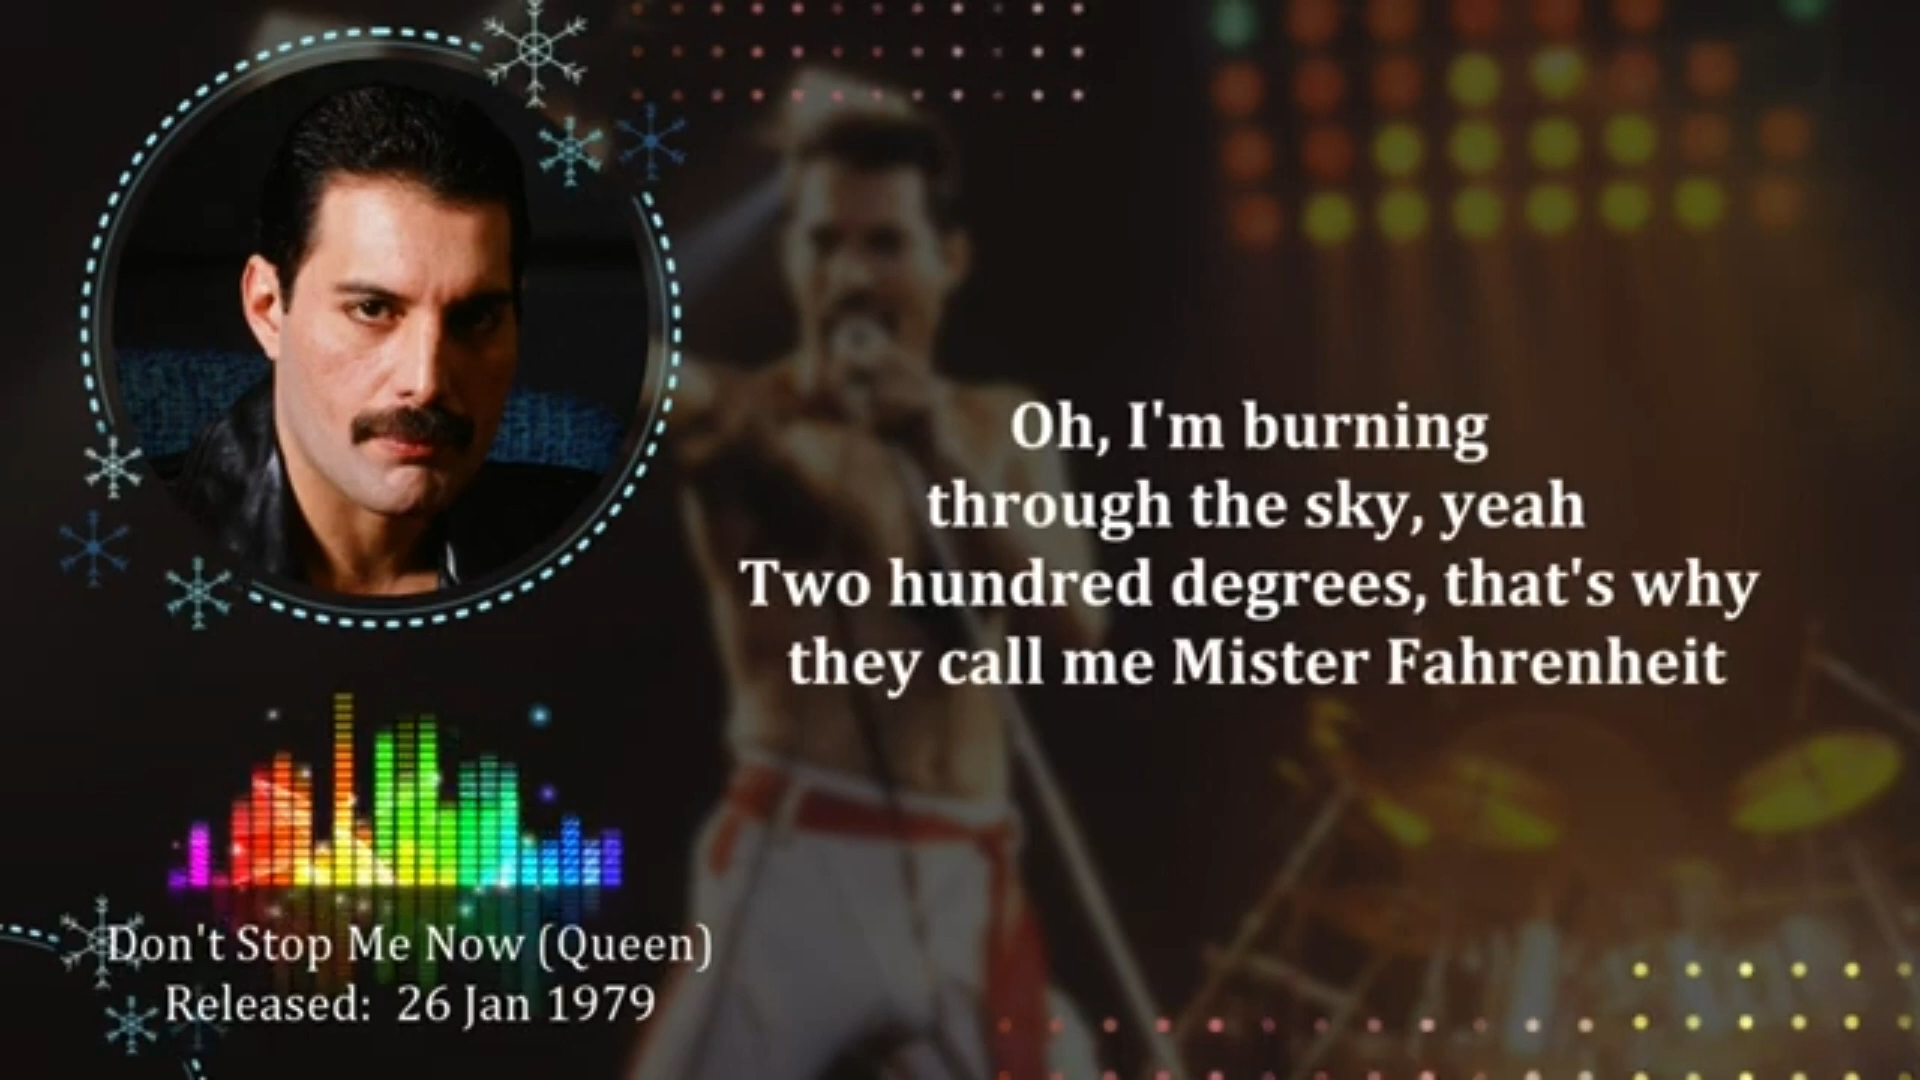 Oh, I'm burning
through the sky, yeah
Two hundred degrees, that's why
they call me Mister Fahrenheit
Don't Stop Me Now (Queen)
Released: 26 Jan 1979